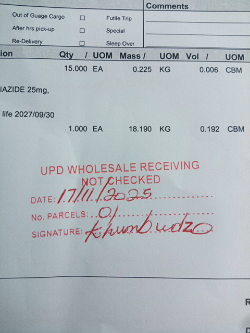 Comments
Out of Guage Cargo Futile Trip
After hrs pick-up Special
Re-Delivery Sleep Over
ion Qty / UOM Mass / UOM Vol / UOM
15.000 EA 0.225 KG 0.006 CBM
IAZIDE 25mg,
life 2027/09/30
1.000 EA 18.190 KG 0.192 CBM
UPD WHOLESALE RECEIVING
NOT CHECKED
DATE: 17/11/2025
No. PARCELS: 01
SIGNATURE: Khumbudzo
R